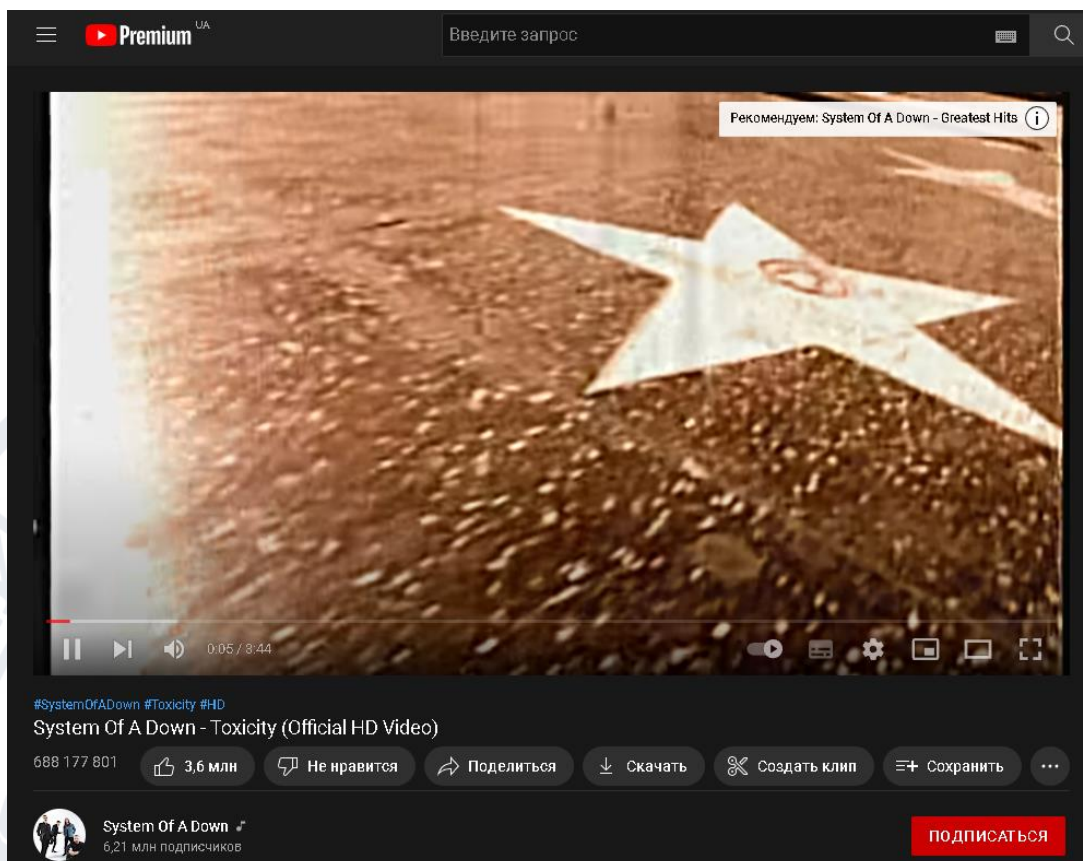 Premium UA
Введите запрос
Рекомендуем: System Of A Down - Greatest Hits
0:05 / 3:44
#SystemOfADown #Toxicity #HD
System Of A Down - Toxicity (Official HD Video)
688 177 801 3,6 млн Не нравится Поделиться Скачать Создать клип Сохранить
System Of A Down
6,21 млн подписчиков
ПОДПИСАТЬСЯ